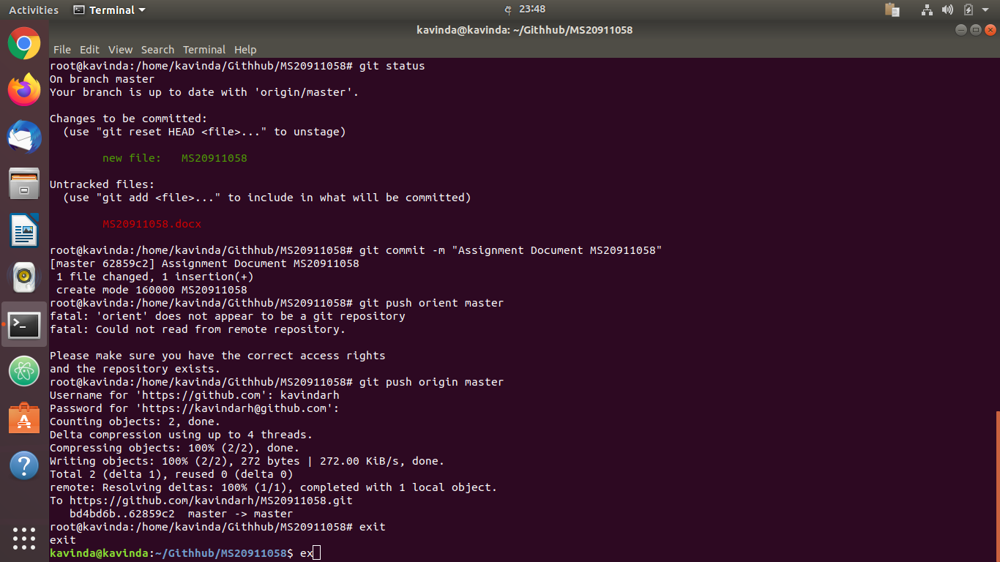 Activities Terminal 23:48
kavinda@kavinda: ~/Githhub/MS20911058
File Edit View Search Terminal Help
root@kavinda:/home/kavinda/Githhub/MS20911058# git status
On branch master
Your branch is up to date with 'origin/master'.
Changes to be committed:
  (use "git reset HEAD <file>..." to unstage)
        new file:   MS20911058
Untracked files:
  (use "git add <file>..." to include in what will be committed)
        MS20911058.docx
root@kavinda:/home/kavinda/Githhub/MS20911058# git commit -m "Assignment Document MS20911058"
[master 62859c2] Assignment Document MS20911058
 1 file changed, 1 insertion(+)
 create mode 160000 MS20911058
root@kavinda:/home/kavinda/Githhub/MS20911058# git push orient master
fatal: 'orient' does not appear to be a git repository
fatal: Could not read from remote repository.
Please make sure you have the correct access rights
and the repository exists.
root@kavinda:/home/kavinda/Githhub/MS20911058# git push origin master
Username for 'https://github.com': kavindarh
Password for 'https://kavindarh@github.com':
Counting objects: 2, done.
Delta compression using up to 4 threads.
Compressing objects: 100% (2/2), done.
Writing objects: 100% (2/2), 272 bytes | 272.00 KiB/s, done.
Total 2 (delta 1), reused 0 (delta 0)
remote: Resolving deltas: 100% (1/1), completed with 1 local object.
To https://github.com/kavindarh/MS20911058.git
   bd4bd6b..62859c2  master -> master
root@kavinda:/home/kavinda/Githhub/MS20911058# exit
exit
kavinda@kavinda:~/Githhub/MS20911058$ ex